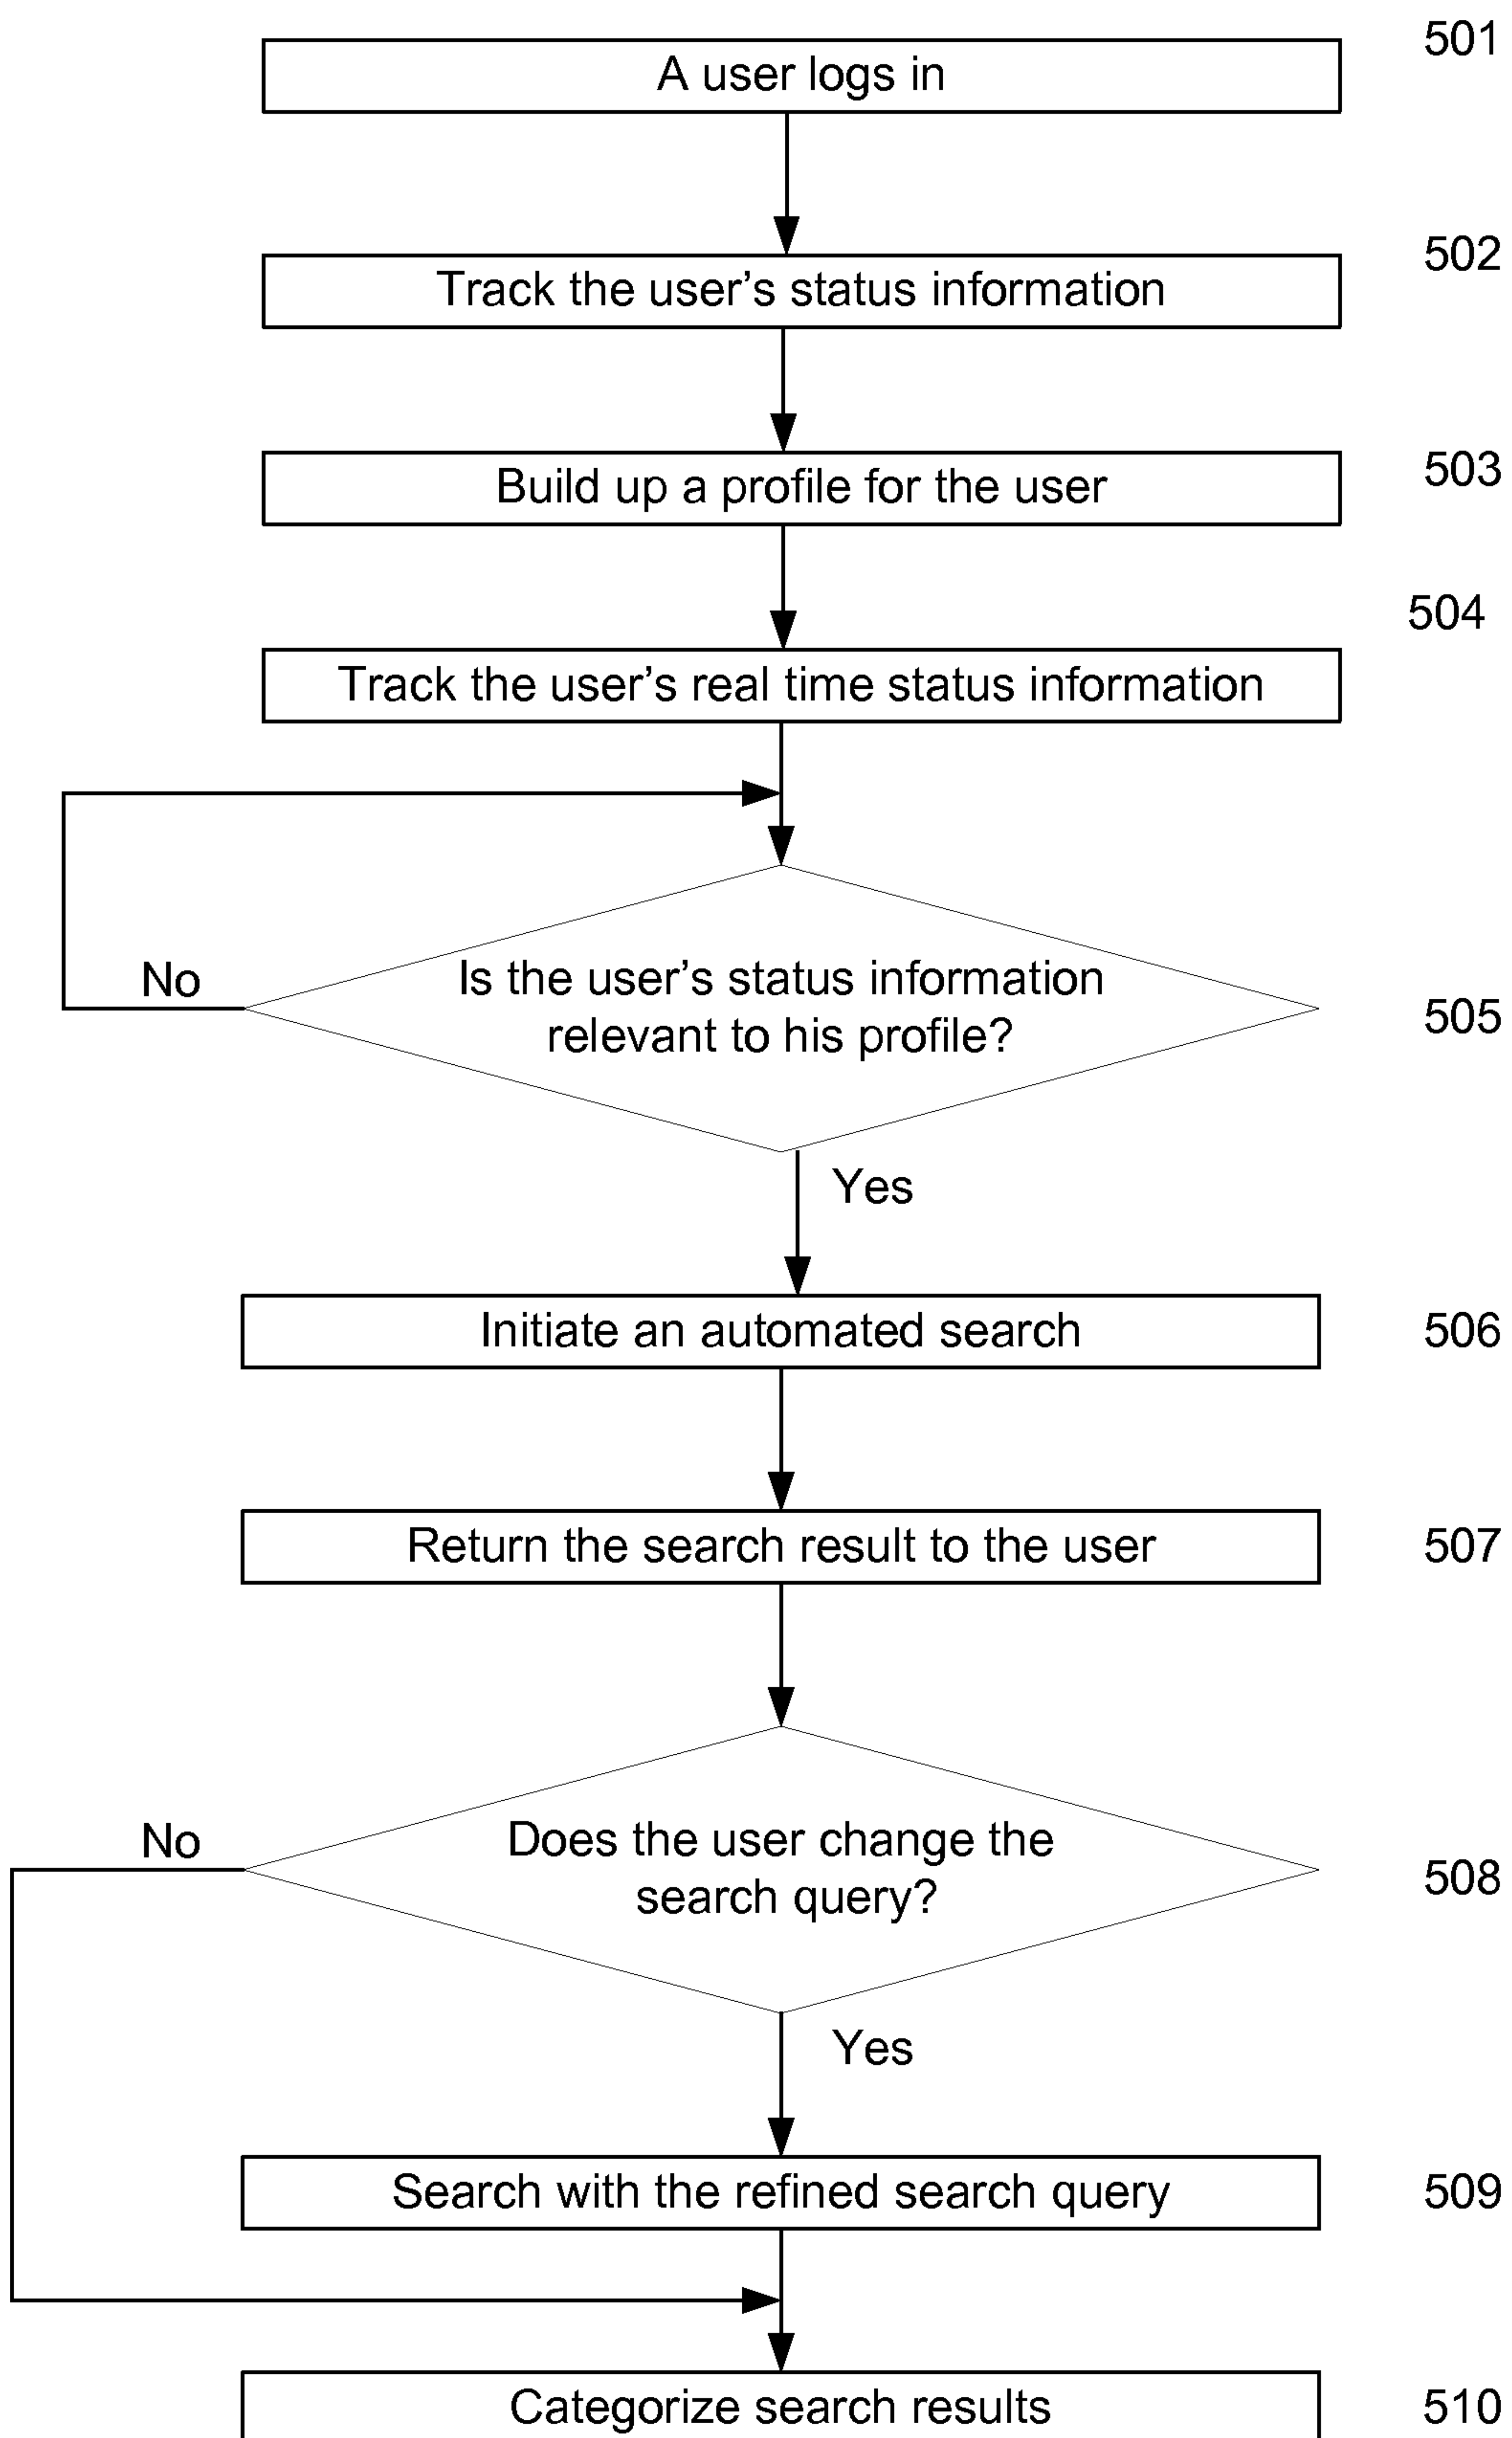 501
A user logs in
502
Track the user’s status information
503
Build up a profile for the user
504
Track the user’s real time status information
No
Is the user’s status information
relevant to his profile?
505
Yes
Initiate an automated search
506
Return the search result to the user
507
No
Does the user change the
search query?
508
Yes
Search with the refined search query
509
Categorize search results
510